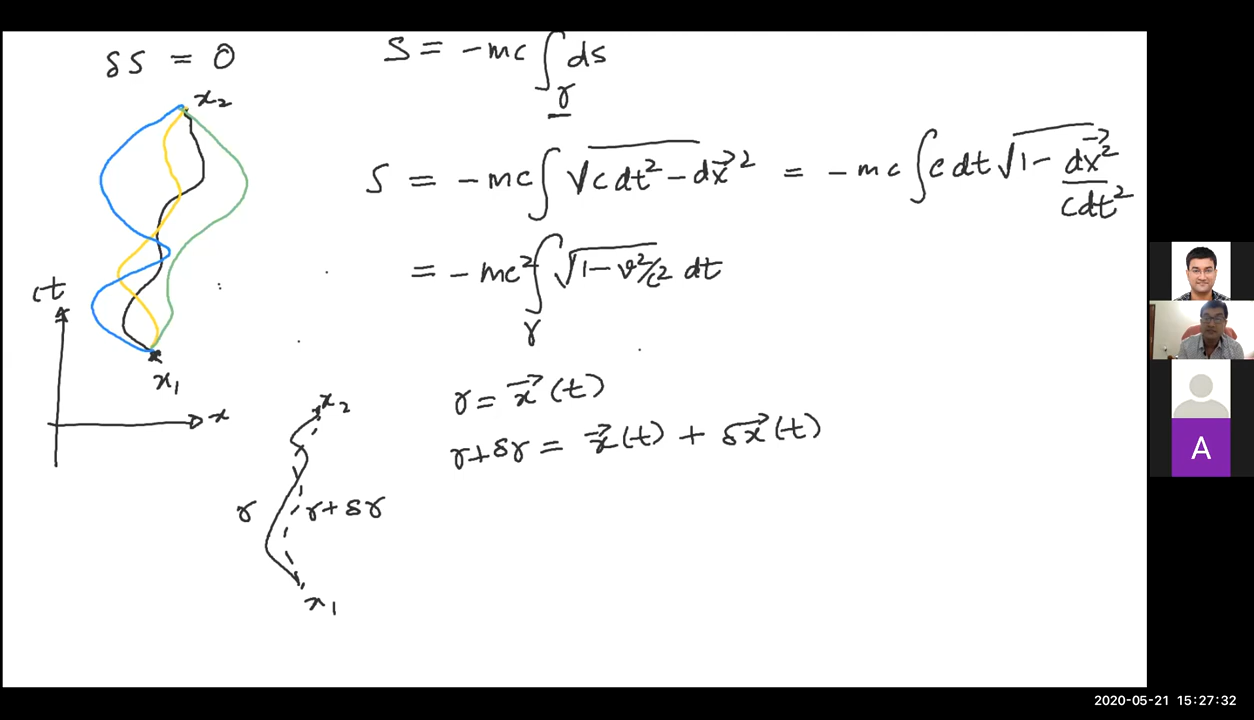 δS = 0
S = -mc ∫_γ ds
x₂
S = -mc ∫ √(c dt² - dx⃗²) = -mc ∫ c dt √(1 - dx⃗²/cdt²)
= -mc² ∫_γ √(1 - v²/c²) dt
ct
x₁
x
γ = x⃗(t)
x₂
γ+δγ = x⃗(t) + δx⃗(t)
γ
γ+δγ
x₁
A
2020-05-21 15:27:32